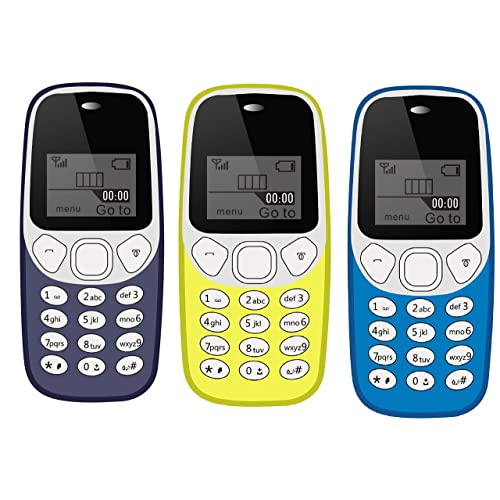 00:00
menu Go to
1 2abc def 3
4ghi 5 jkl mno6
7pqrs 8tuv wxyz9
* 0 #
00:00
menu Go to
1 2abc def 3
4ghi 5 jkl mno6
7pqrs 8tuv wxyz9
* 0 #
00:00
menu Go to
1 2abc def 3
4ghi 5 jkl mno6
7pqrs 8tuv wxyz9
* 0 #